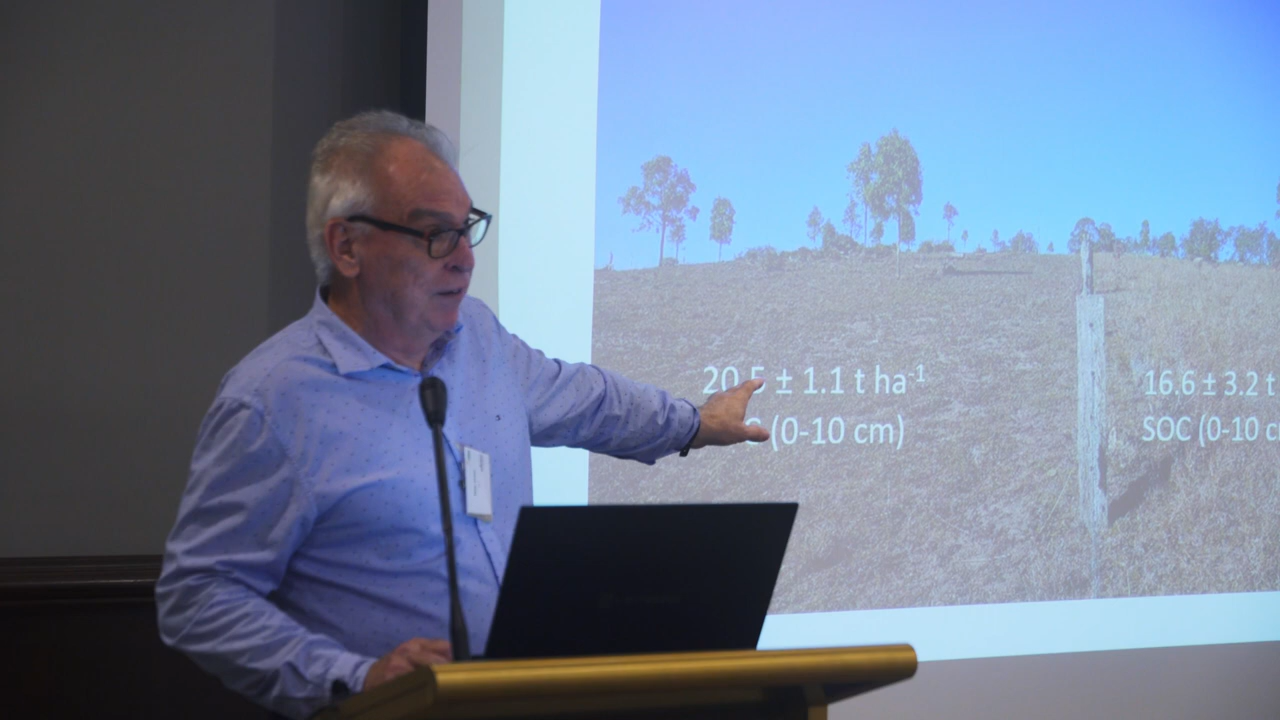 20.5 ± 1.1 t ha⁻¹
(0-10 cm)
16.6 ± 3.2 t
SOC (0-10 c